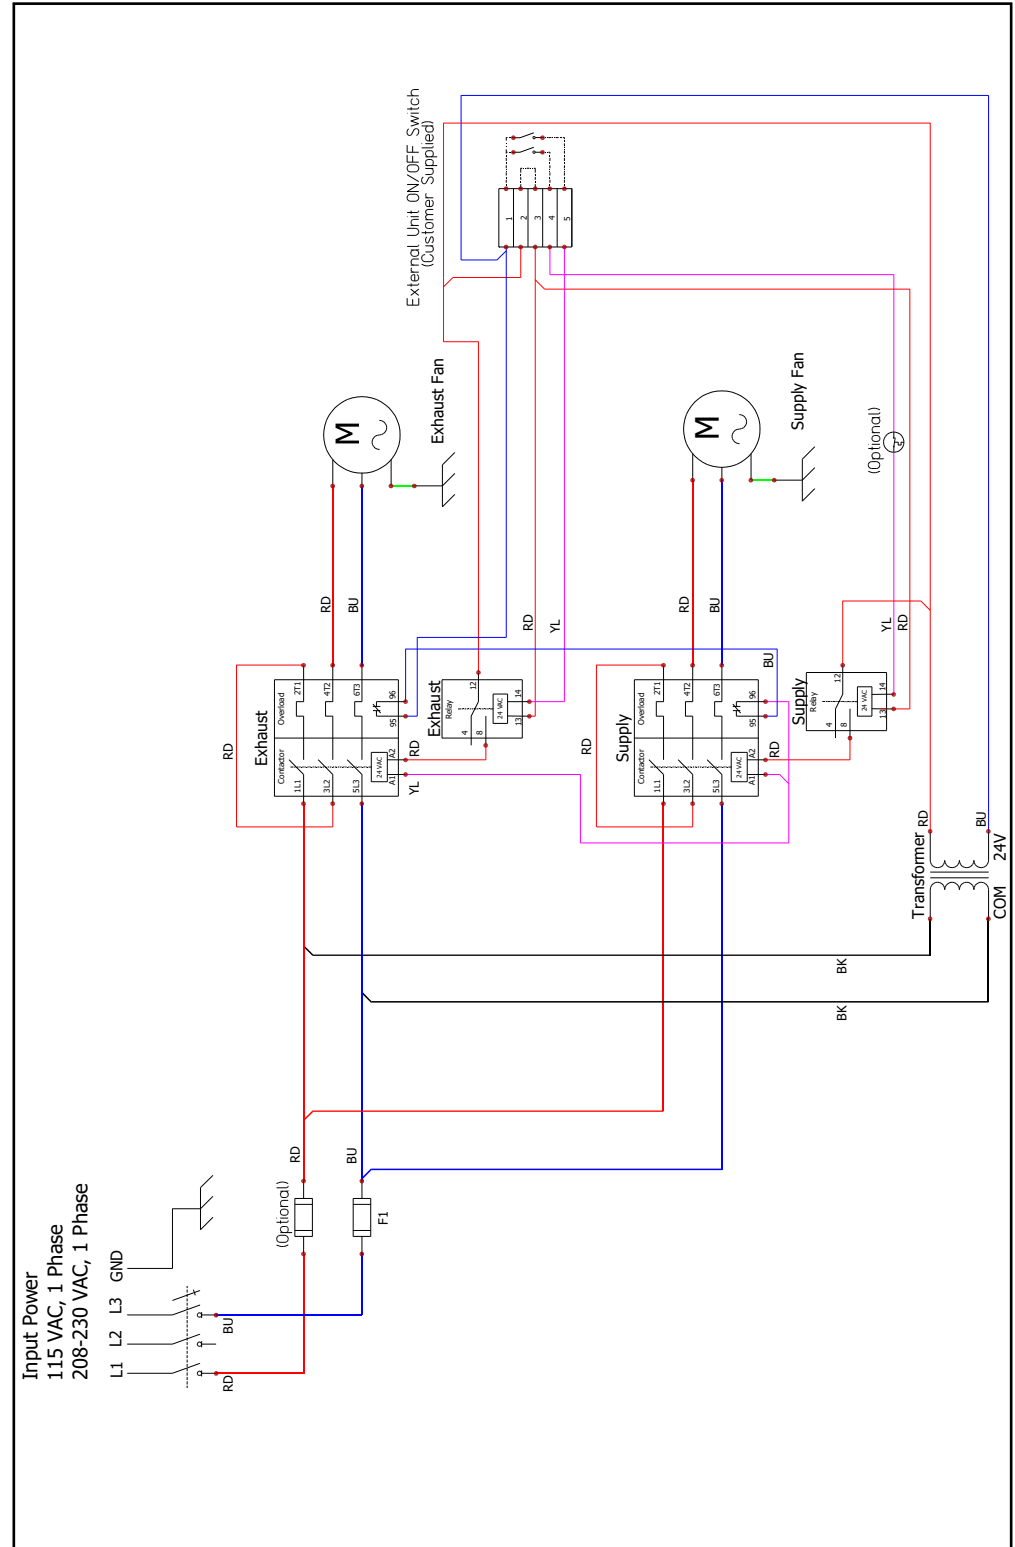 Input Power
115 VAC, 1 Phase
208-230 VAC, 1 Phase
L1
L2
L3
GND
RD
BU
(Optional)
F1
RD
BU
BK
BK
RD
Exhaust
Contactor
Overload
1L1
3L2
5L3
2T1
4T2
6T3
24 VAC
A1
A2
95
96
YL
RD
RD
BU
M
Exhaust Fan
Exhaust
Relay
4
8
12
24 VAC
13
14
RD
YL
External Unit ON/OFF Switch
(Customer Supplied)
1
2
3
4
5
RD
Supply
Contactor
Overload
1L1
3L2
5L3
2T1
4T2
6T3
24 VAC
A1
A2
95
96
RD
BU
RD
BU
M
Supply Fan
Supply
Relay
4
8
12
24 VAC
13
14
YL
RD
(Optional)
Transformer
RD
BU
COM
24V